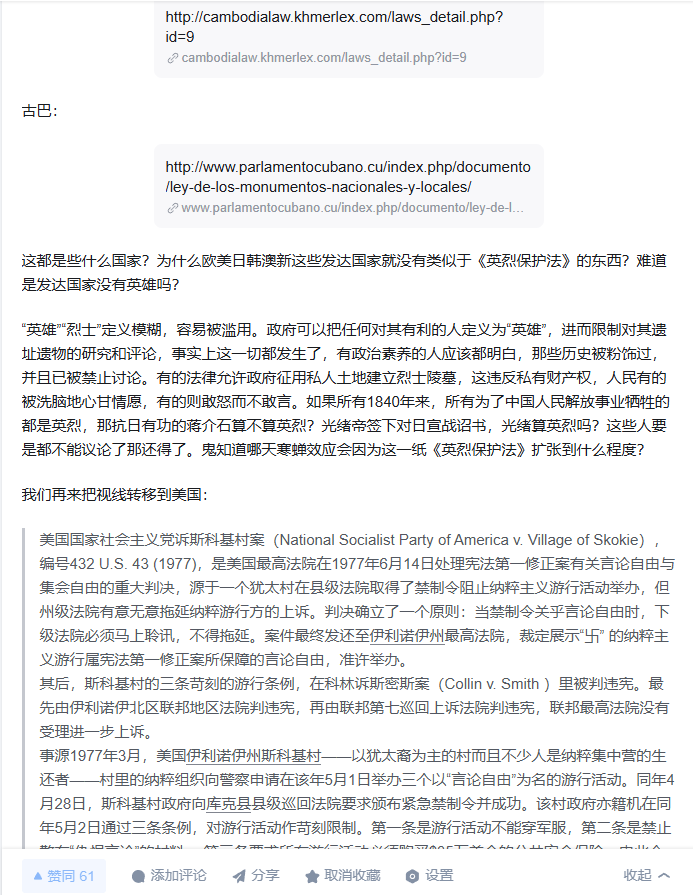 http://cambodialaw.khmerlex.com/laws_detail.php?
id=9
cambodialaw.khmerlex.com/laws_detail.php?id=9
古巴：
http://www.parlamentocubano.cu/index.php/documento
/ley-de-los-monumentos-nacionales-y-locales/
www.parlamentocubano.cu/index.php/documento/ley-de-l...
这都是些什么国家？为什么欧美日韩澳新这些发达国家就没有类似于《英烈保护法》的东西？难道
是发达国家没有英雄吗？
“英雄”“烈士”定义模糊，容易被滥用。政府可以把任何对其有利的人定义为“英雄”，进而限制对其遗
址遗物的研究和评论，事实上这一切都发生了，有政治素养的人应该都明白，那些历史被粉饰过，
并且已被禁止讨论。有的法律允许政府征用私人土地建立烈士陵墓，这违反私有财产权，人民有的
被洗脑地心甘情愿，有的则敢怒而不敢言。如果所有1840年来，所有为了中国人民解放事业牺牲的
都是英烈，那抗日有功的蒋介石算不算英烈？光绪帝签下对日宣战诏书，光绪算英烈吗？这些人要
是都不能议论了那还得了。鬼知道哪天寒蝉效应会因为这一纸《英烈保护法》扩张到什么程度？
我们再来把视线转移到美国：
美国国家社会主义党诉斯科基村案（National Socialist Party of America v. Village of Skokie），
编号432 U.S. 43 (1977)，是美国最高法院在1977年6月14日处理宪法第一修正案有关言论自由与
集会自由的重大判决，源于一个犹太村在县级法院取得了禁制令阻止纳粹主义游行活动举办，但
州级法院有意无意拖延纳粹游行方的上诉。判决确立了一个原则：当禁制令关乎言论自由时，下
级法院必须马上聆讯，不得拖延。案件最终发还至伊利诺伊州最高法院，裁定展示“卐” 的纳粹主
义游行属宪法第一修正案所保障的言论自由，准许举办。
其后，斯科基村的三条苛刻的游行条例，在科林诉斯密斯案（Collin v. Smith ）里被判违宪。最
先由伊利诺伊北区联邦地区法院判违宪，再由联邦第七巡回上诉法院判违宪，联邦最高法院没有
受理进一步上诉。
事源1977年3月，美国伊利诺伊州斯科基村——以犹太裔为主的村而且不少人是纳粹集中营的生
还者——村里的纳粹组织向警察申请在该年5月1日举办三个以“言论自由”为名的游行活动。同年4
月28日，斯科基村政府向库克县县级巡回法院要求颁布紧急禁制令并成功。该村政府亦籍机在同
年5月2日通过三条条例，对游行活动作苛刻限制。第一条是游行活动不能穿军服，第二条是禁止
赞同 61 添加评论 分享 取消收藏 设置 收起